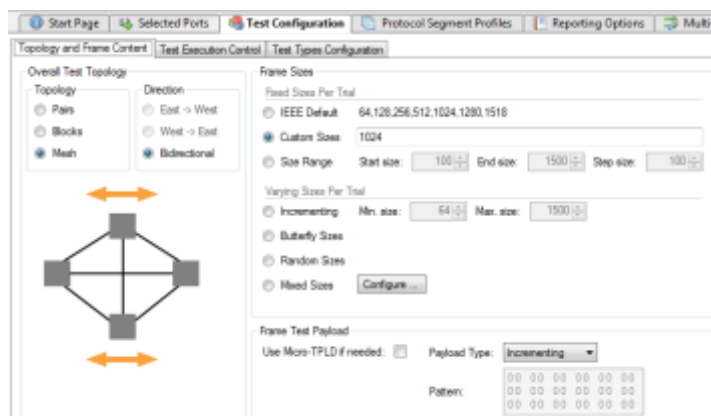 Start Page Selected Ports Test Configuration Protocol Segment Profiles Reporting Options Multi
Topology and Frame Content Test Execution Control Test Types Configuration
Overall Test Topology
Topology Direction
Pairs East -> West
Blocks West -> East
Mesh Bidirectional
Frame Sizes
Fixed Sizes Per Trial
IEEE Default 64,128,256,512,1024,1280,1518
Custom Sizes 1024
Size Range Start size: 100 End size: 1500 Step size: 100
Varying Sizes Per Trial
Incrementing Min. size: 64 Max. size: 1500
Butterfly Sizes
Random Sizes
Mixed Sizes Configure ...
Frame Test Payload
Use Micro-TPLD if needed: Payload Type: Incrementing
Pattern: 00 00 00 00 00 00
00 00 00 00 00 00
00 00 00 00 00 00